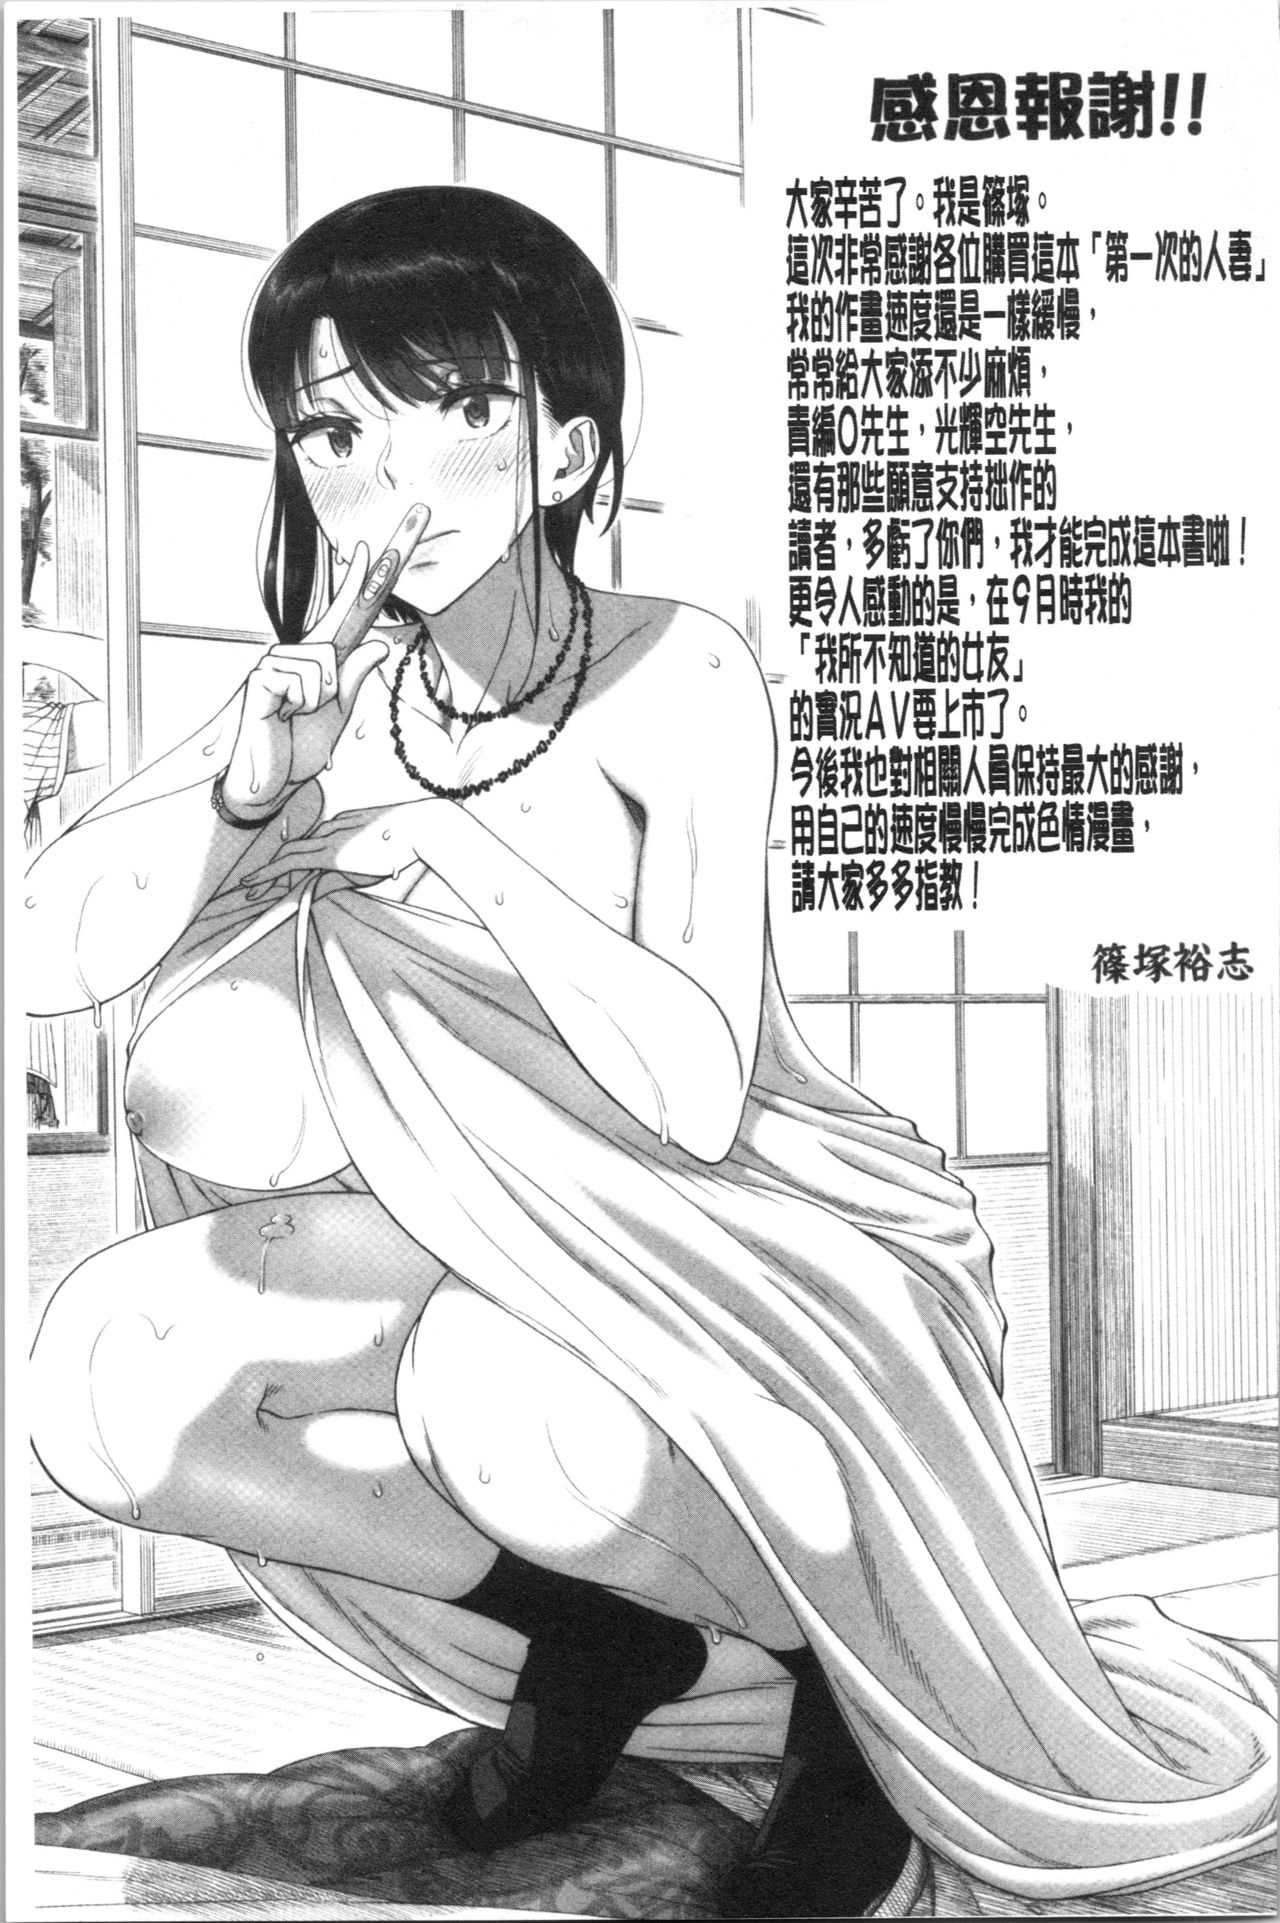 感恩報謝!!
大家辛苦了。我是篠塚。
這次非常感謝各位購買這本「第一次的人妻」
我的作畫速度還是一樣緩慢，
常常給大家添不少麻煩，
責編O先生，光輝空先生，
還有那些願意支持拙作的
讀者，多虧了你們，我才能完成這本書啦！
更令人感動的是，在9月時我的
「我所不知道的女友」
的實況AV要上市了。
今後我也對相關人員保持最大的感謝，
用自己的速度慢慢完成色情漫畫，
請大家多多指教！
篠塚裕志